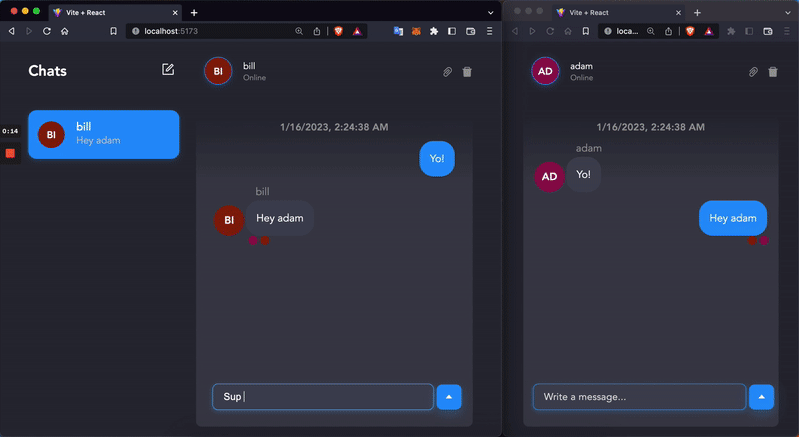 Vite + React
localhost:5173
Chats
bill
Hey adam
BI
0:14
BI
bill
Online
1/16/2023, 2:24:38 AM
Yo!
bill
BI
Hey adam
Sup
Vite + React
loca...
AD
adam
Online
1/16/2023, 2:24:38 AM
adam
AD
Yo!
Hey adam
Write a message...